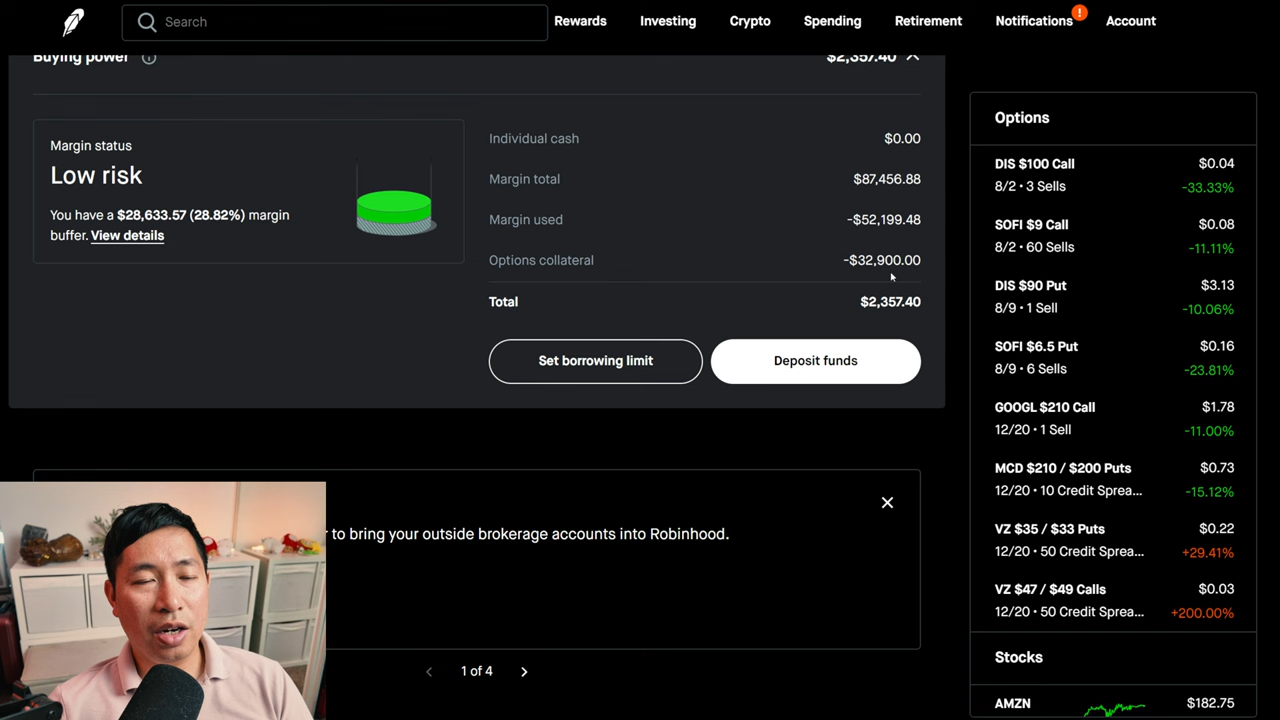 Search
Rewards
Investing
Crypto
Spending
Retirement
Notifications
!
Account
Buying power
$2,357.40
Margin status
Low risk
You have a $28,633.57 (28.82%) margin
buffer. View details
Individual cash
$0.00
Margin total
$87,456.88
Margin used
-$52,199.48
Options collateral
-$32,900.00
Total
$2,357.40
Set borrowing limit
Deposit funds
to bring your outside brokerage accounts into Robinhood.
1 of 4
Options
DIS $100 Call
$0.04
8/2 • 3 Sells
-33.33%
SOFI $9 Call
$0.08
8/2 • 60 Sells
-11.11%
DIS $90 Put
$3.13
8/9 • 1 Sell
-10.06%
SOFI $6.5 Put
$0.16
8/9 • 6 Sells
-23.81%
GOOGL $210 Call
$1.78
12/20 • 1 Sell
-11.00%
MCD $210 / $200 Puts
$0.73
12/20 • 10 Credit Sprea...
-15.12%
VZ $35 / $33 Puts
$0.22
12/20 • 50 Credit Sprea...
+29.41%
VZ $47 / $49 Calls
$0.03
12/20 • 50 Credit Sprea...
+200.00%
Stocks
AMZN
$182.75